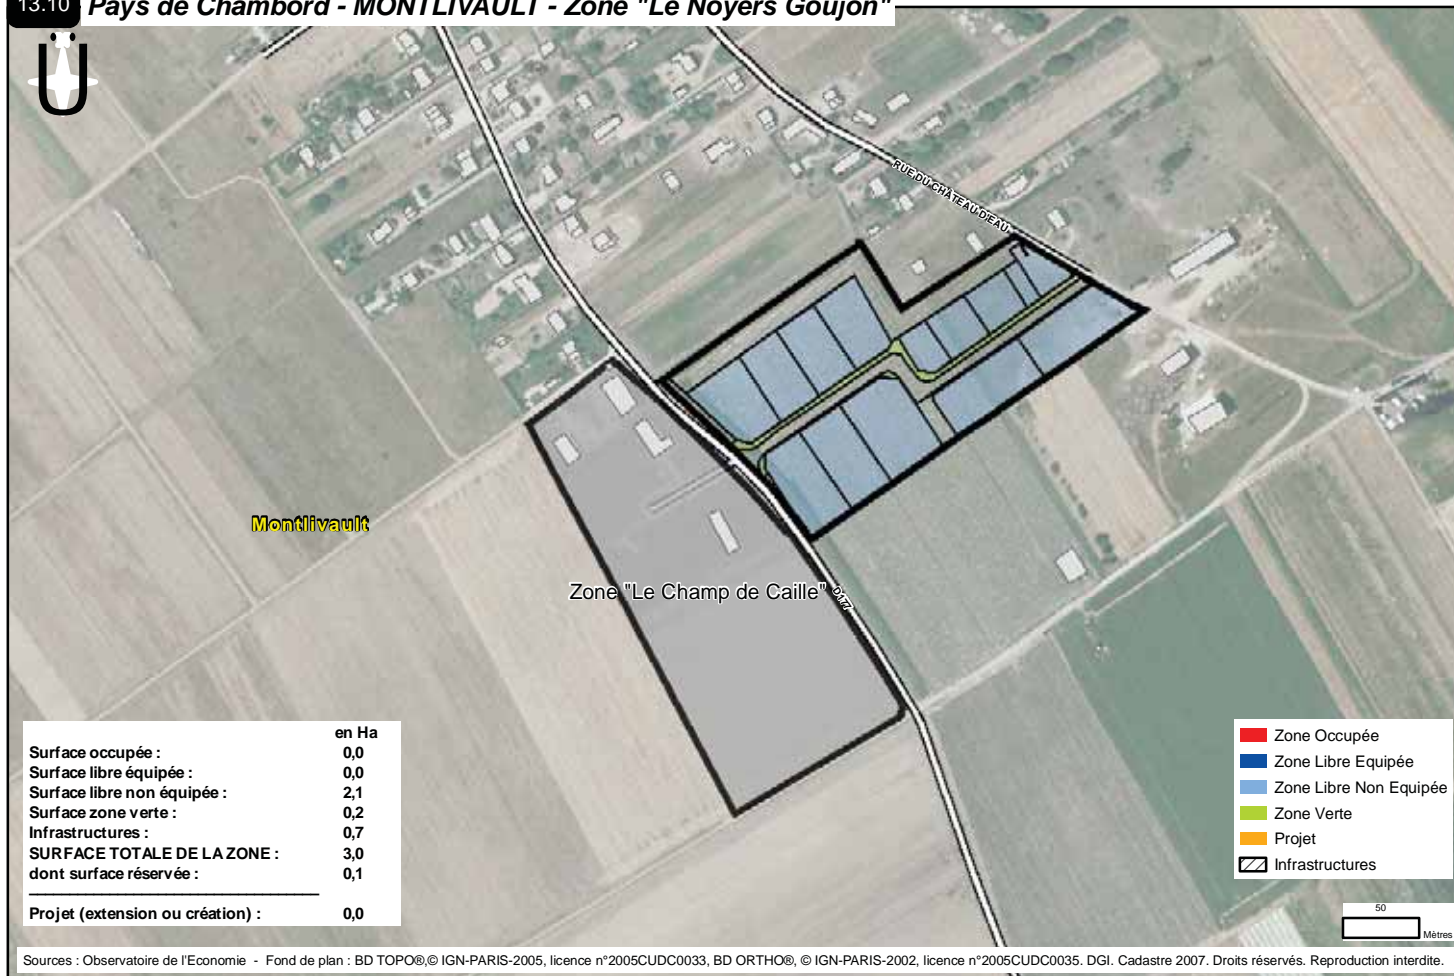 13.10 Pays de Chambord - MONTLIVAULT - Zone "Le Noyers Goujon"
Ü
RUE DU CHÂTEAU D'EAU
Montlivault
Zone "Le Champ de Caille"
D177
en Ha
Surface occupée : 0,0
Surface libre équipée : 0,0
Surface libre non équipée : 2,1
Surface zone verte : 0,2
Infrastructures : 0,7
SURFACE TOTALE DE LA ZONE : 3,0
dont surface réservée : 0,1
Projet (extension ou création) : 0,0
Zone Occupée
Zone Libre Equipée
Zone Libre Non Equipée
Zone Verte
Projet
Infrastructures
50
Mètres
Sources : Observatoire de l'Economie - Fond de plan : BD TOPO®,© IGN-PARIS-2005, licence n°2005CUDC0033, BD ORTHO®, © IGN-PARIS-2002, licence n°2005CUDC0035. DGI. Cadastre 2007. Droits réservés. Reproduction interdite.